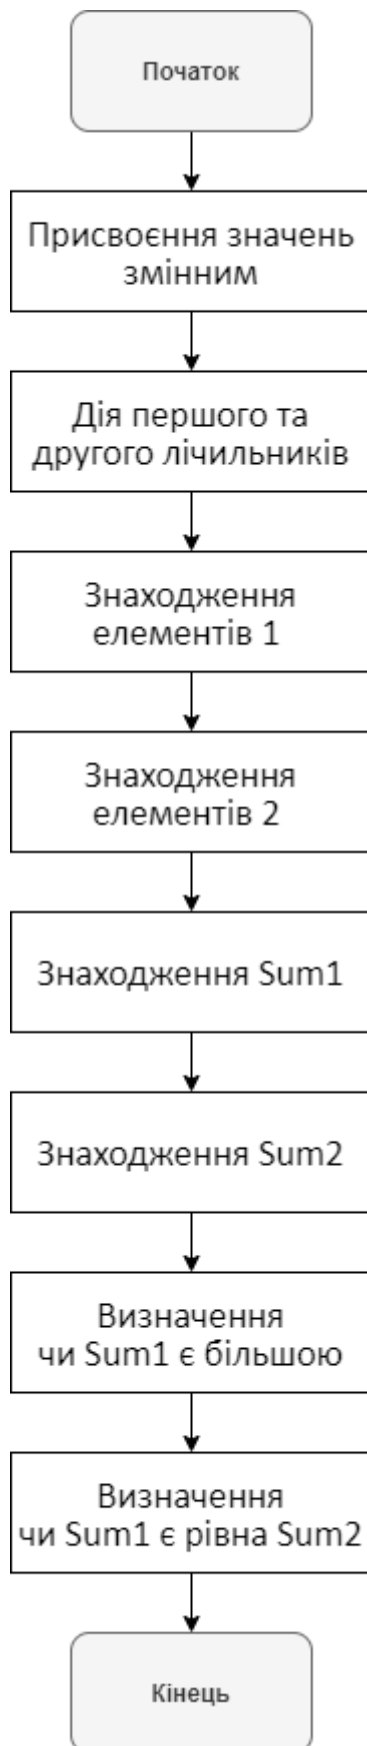 Початок
Присвоєння значень
змінним
Дія першого та
другого лічильників
Знаходження
елементів 1
Знаходження
елементів 2
Знаходження Sum1
Знаходження Sum2
Визначення
чи Sum1 є більшою
Визначення
чи Sum1 є рівна Sum2
Кінець